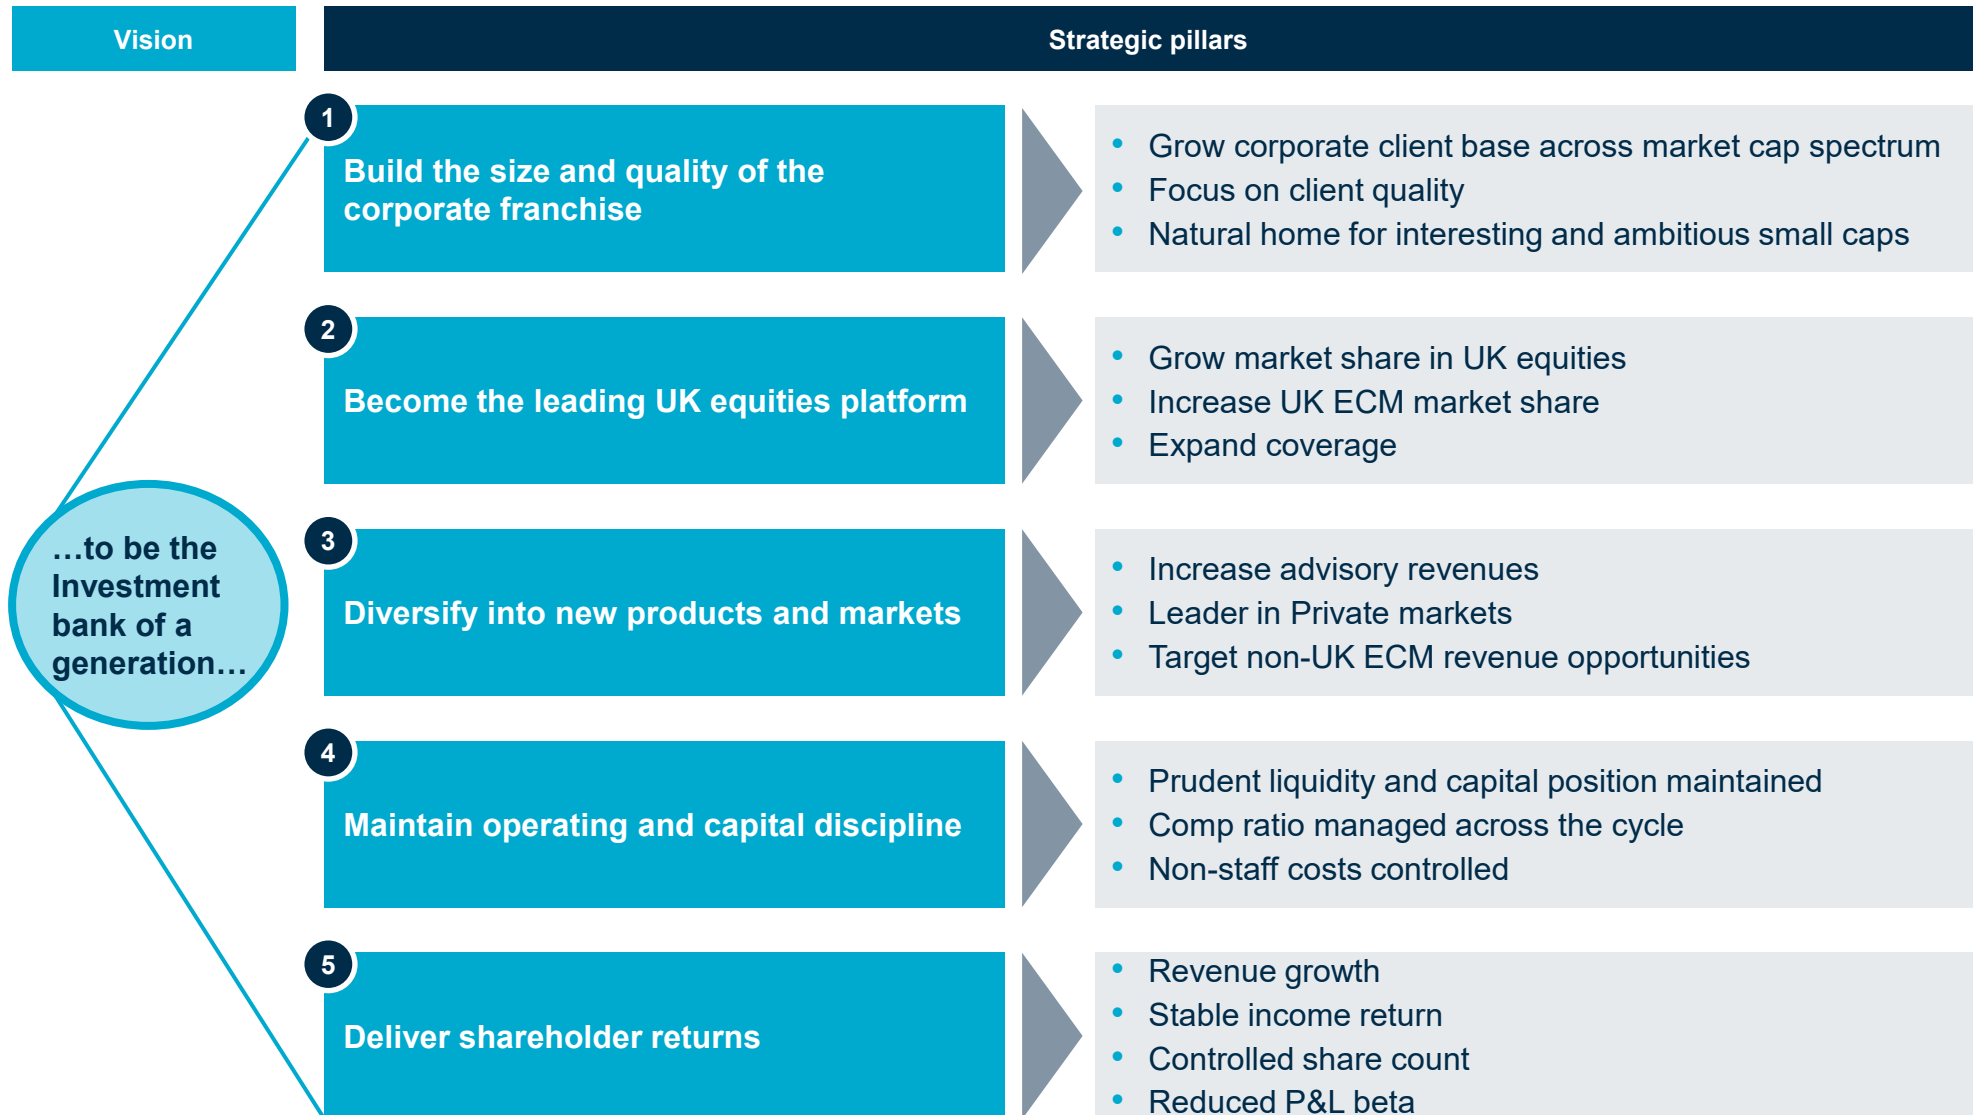 Vision
Strategic pillars
1
Build the size and quality of the
corporate franchise
• Grow corporate client base across market cap spectrum
• Focus on client quality
• Natural home for interesting and ambitious small caps
2
Become the leading UK equities platform
• Grow market share in UK equities
• Increase UK ECM market share
• Expand coverage
…to be the
Investment
bank of a
generation…
3
Diversify into new products and markets
• Increase advisory revenues
• Leader in Private markets
• Target non-UK ECM revenue opportunities
4
Maintain operating and capital discipline
• Prudent liquidity and capital position maintained
• Comp ratio managed across the cycle
• Non-staff costs controlled
5
Deliver shareholder returns
• Revenue growth
• Stable income return
• Controlled share count
• Reduced P&L beta